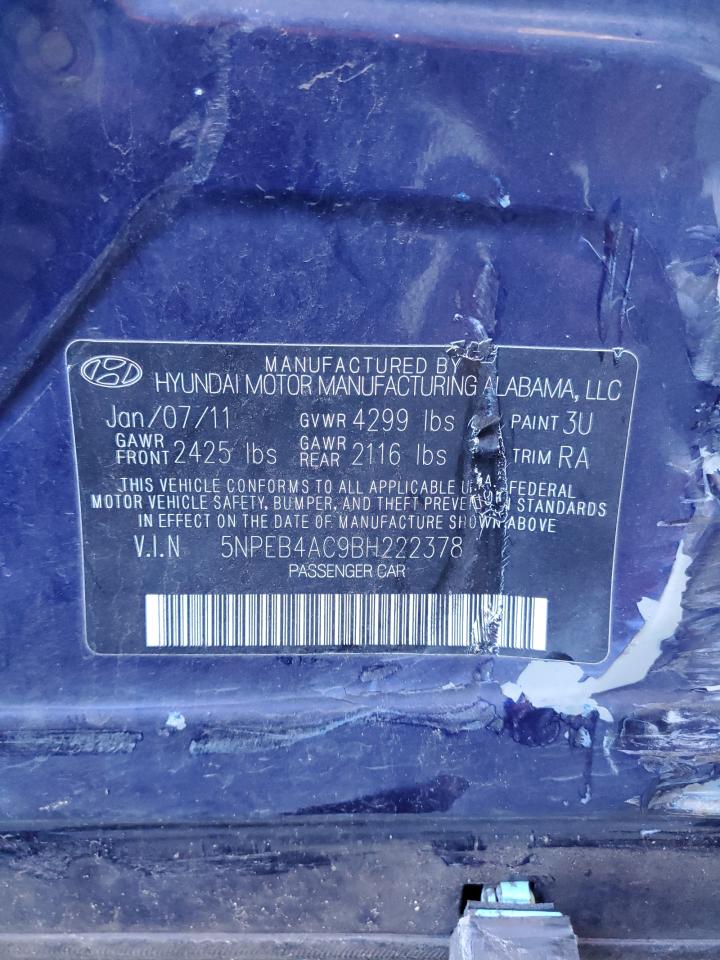 MANUFACTURED BY
HYUNDAI MOTOR MANUFACTURING ALABAMA, LLC
Jan/07/11 GVWR 4299 lbs PAINT 3U
GAWR FRONT 2425 lbs GAWR REAR 2116 lbs TRIM RA
THIS VEHICLE CONFORMS TO ALL APPLICABLE U.S. FEDERAL
MOTOR VEHICLE SAFETY, BUMPER, AND THEFT PREVENTION STANDARDS
IN EFFECT ON THE DATE OF MANUFACTURE SHOWN ABOVE
V.I.N 5NPEB4AC9BH222378
PASSENGER CAR